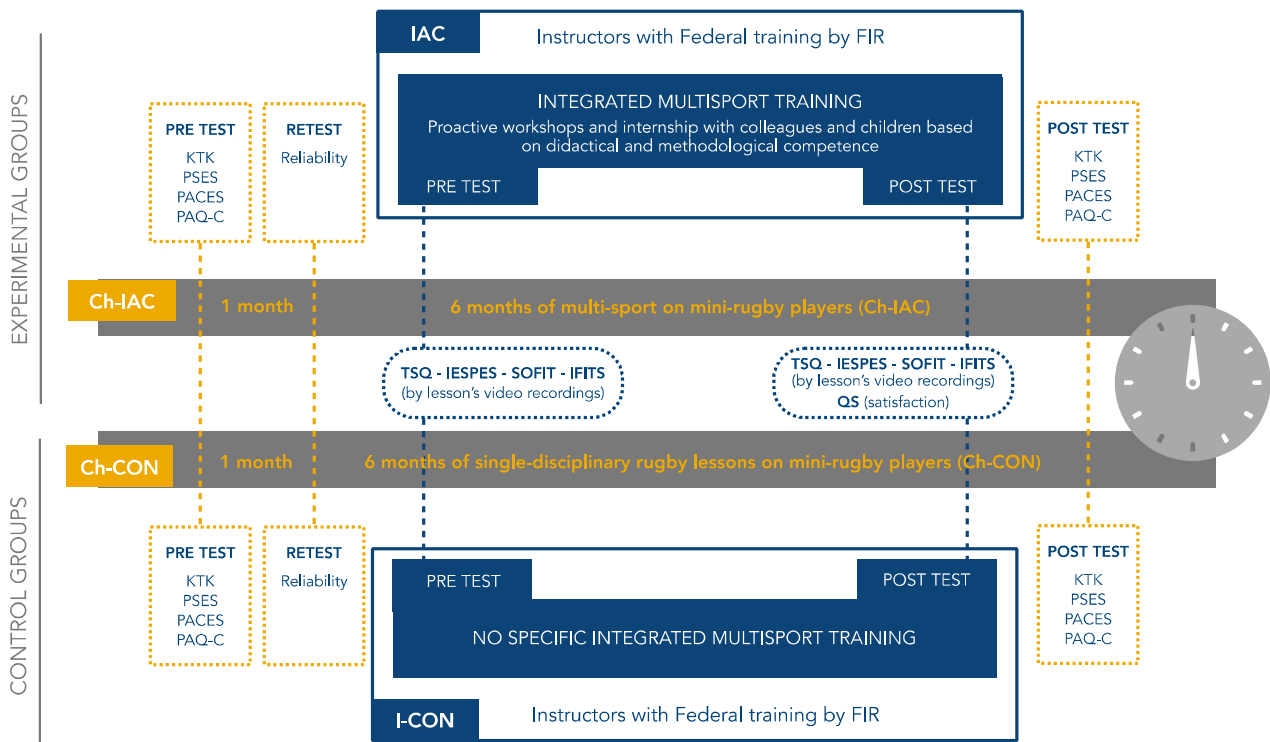 EXPERIMENTAL GROUPS
IAC
Instructors with Federal training by FIR
INTEGRATED MULTISPORT TRAINING
Proactive workshops and internship with colleagues and children based
on didactical and methodological competence
PRE TEST
POST TEST
PRE TEST
KTK
PSES
PACES
PAQ-C
RETEST
Reliability
POST TEST
KTK
PSES
PACES
PAQ-C
Ch-IAC
1 month
6 months of multi-sport on mini-rugby players (Ch-IAC)
TSQ - IESPES - SOFIT - IFITS
(by lesson's video recordings)
TSQ - IESPES - SOFIT - IFITS
(by lesson's video recordings)
QS (satisfaction)
CONTROL GROUPS
Ch-CON
1 month
6 months of single-disciplinary rugby lessons on mini-rugby players (Ch-CON)
PRE TEST
KTK
PSES
PACES
PAQ-C
RETEST
Reliability
PRE TEST
POST TEST
NO SPECIFIC INTEGRATED MULTISPORT TRAINING
I-CON
Instructors with Federal training by FIR
POST TEST
KTK
PSES
PACES
PAQ-C